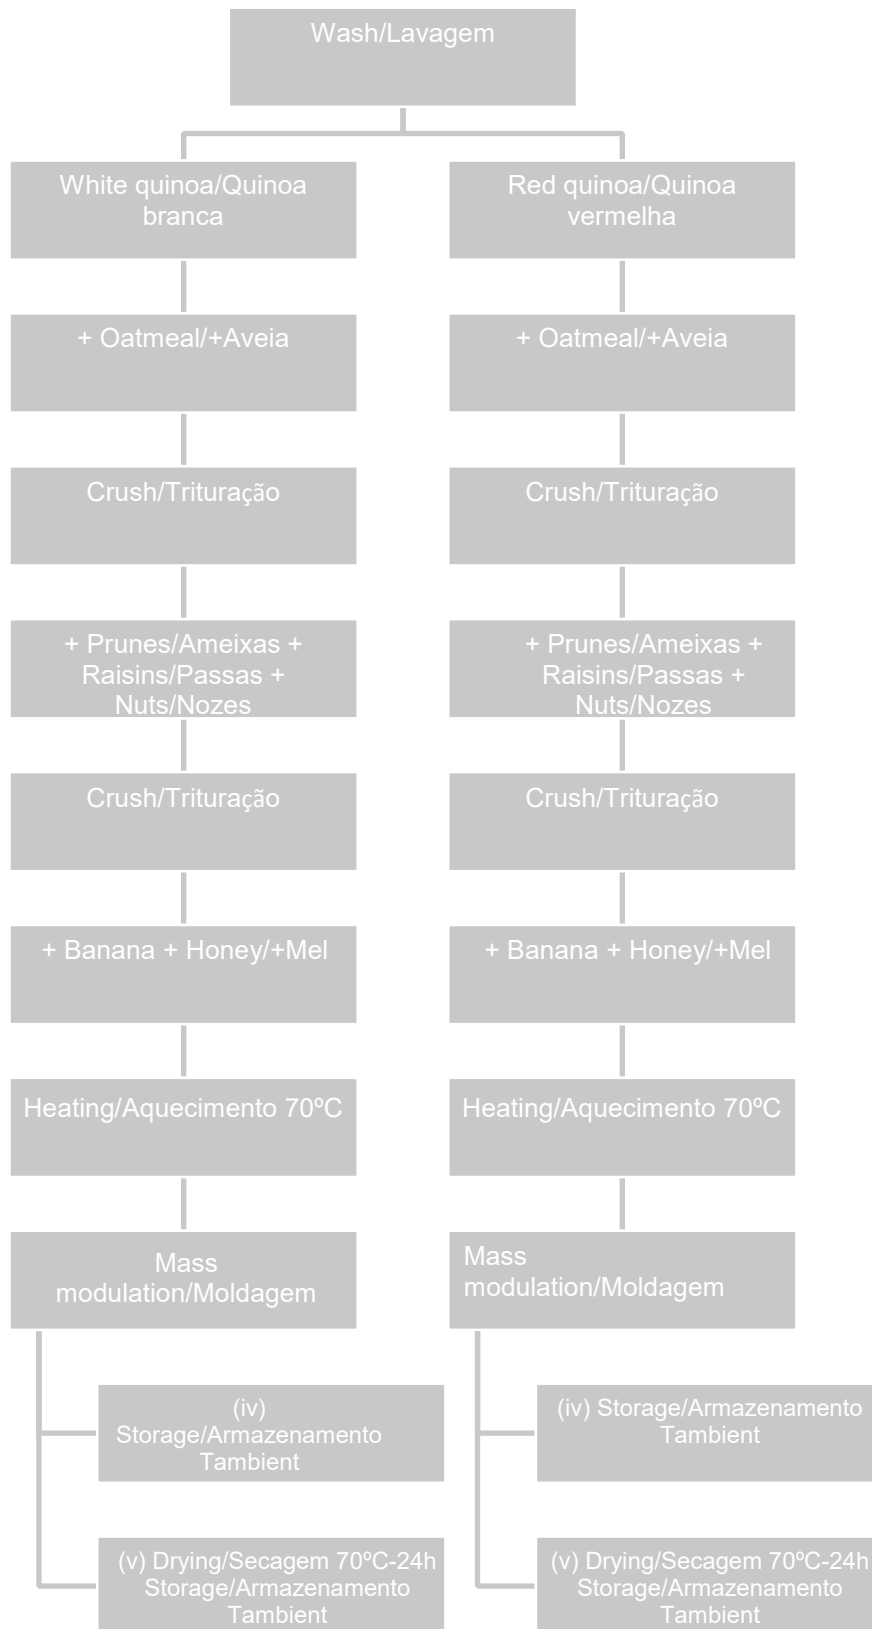 Wash/Lavagem
White quinoa/Quinoa
branca
Red quinoa/Quinoa
vermelha
+ Oatmeal/+Aveia
+ Oatmeal/+Aveia
Crush/Trituração
Crush/Trituração
+ Prunes/Ameixas +
Raisins/Passas +
Nuts/Nozes
+ Prunes/Ameixas +
Raisins/Passas +
Nuts/Nozes
Crush/Trituração
Crush/Trituração
+ Banana + Honey/+Mel
+ Banana + Honey/+Mel
Heating/Aquecimento 70ºC
Heating/Aquecimento 70ºC
Mass
modulation/Moldagem
Mass
modulation/Moldagem
(iv)
Storage/Armazenamento
Tambient
(iv) Storage/Armazenamento
Tambient
(v) Drying/Secagem 70ºC-24h
Storage/Armazenamento
Tambient
(v) Drying/Secagem 70ºC-24h
Storage/Armazenamento
Tambient